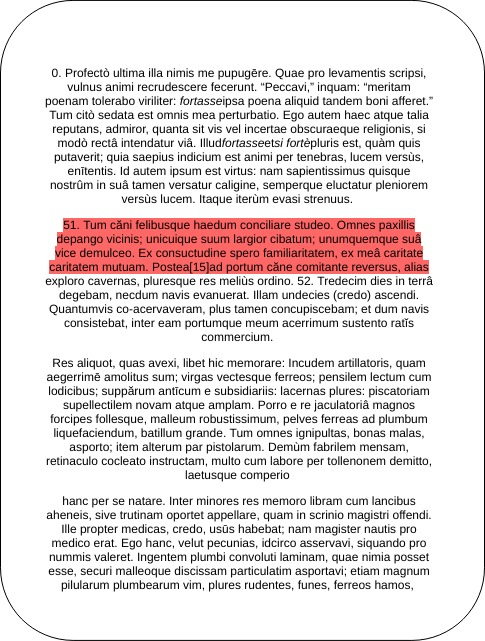 0. Profectò ultima illa nimis me pupugēre. Quae pro levamentis scripsi,
vulnus animi recrudescere fecerunt. “Peccavi,” inquam: “meritam
poenam tolerabo viriliter: fortasseipsa poena aliquid tandem boni afferet.”
Tum citò sedata est omnis mea perturbatio. Ego autem haec atque talia
reputans, admiror, quanta sit vis vel incertae obscuraeque religionis, si
modò rectâ intendatur viâ. Illudfortasseetsi fortèpluris est, quàm quis
putaverit; quia saepius indicium est animi per tenebras, lucem versùs,
enītentis. Id autem ipsum est virtus: nam sapientissimus quisque
nostrûm in suâ tamen versatur caligine, semperque eluctatur pleniorem
versùs lucem. Itaque iterùm evasi strenuus.
51. Tum căni felibusque haedum conciliare studeo. Omnes paxillis
depango vicinis; unicuique suum largior cibatum; unumquemque suâ
vice demulceo. Ex consuctudine spero familiaritatem, ex meâ caritate
caritatem mutuam. Postea[15]ad portum căne comitante reversus, alias
exploro cavernas, pluresque res meliùs ordino. 52. Tredecim dies in terrâ
degebam, necdum navis evanuerat. Illam undecies (credo) ascendi.
Quantumvis co-acervaveram, plus tamen concupiscebam; et dum navis
consistebat, inter eam portumque meum acerrimum sustento ratīs
commercium.
Res aliquot, quas avexi, libet hic memorare: Incudem artillatoris, quam
aegerrimē amolitus sum; virgas vectesque ferreos; pensilem lectum cum
lodicibus; suppărum antīcum e subsidiariis: lacernas plures: piscatoriam
supellectilem novam atque amplam. Porro e re jaculatoriâ magnos
forcipes follesque, malleum robustissimum, pelves ferreas ad plumbum
liquefaciendum, batillum grande. Tum omnes ignipultas, bonas malas,
asporto; item alterum par pistolarum. Demùm fabrilem mensam,
retinaculo cocleato instructam, multo cum labore per tollenonem demitto,
laetusque comperio
hanc per se natare. Inter minores res memoro libram cum lancibus
aheneis, sive trutinam oportet appellare, quam in scrinio magistri offendi.
Ille propter medicas, credo, usūs habebat; nam magister nautis pro
medico erat. Ego hanc, velut pecunias, idcirco asservavi, siquando pro
nummis valeret. Ingentem plumbi convoluti laminam, quae nimia posset
esse, securi malleoque discissam particulatim asportavi; etiam magnum
pilularum plumbearum vim, plures rudentes, funes, ferreos hamos,